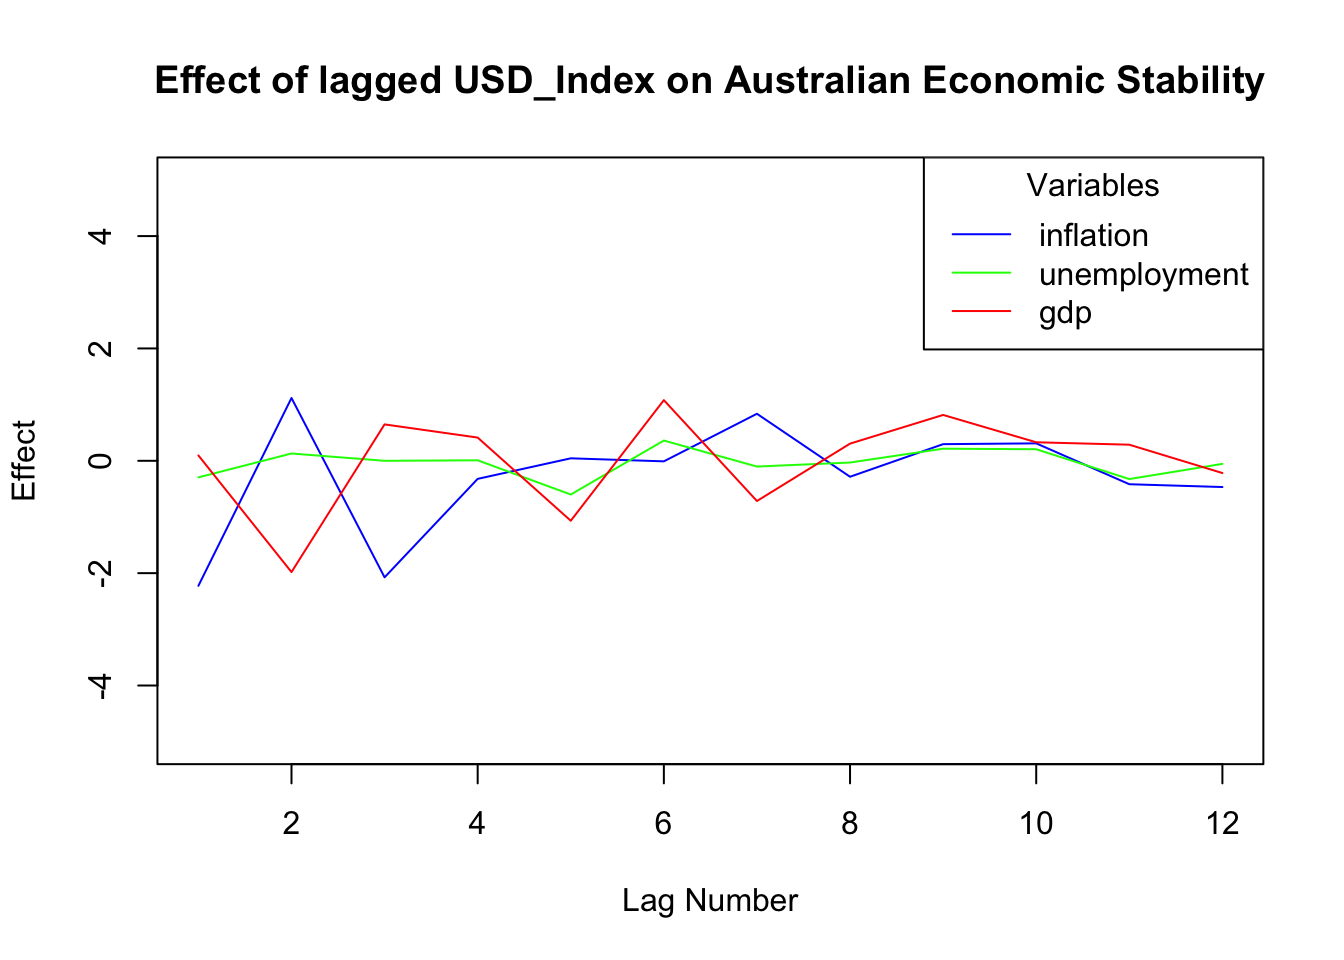 Effect of lagged USD_Index on Australian Economic Stability
Variables
inflation
unemployment
gdp
Effect
4
2
0
-2
-4
2 4 6 8 10 12
Lag Number